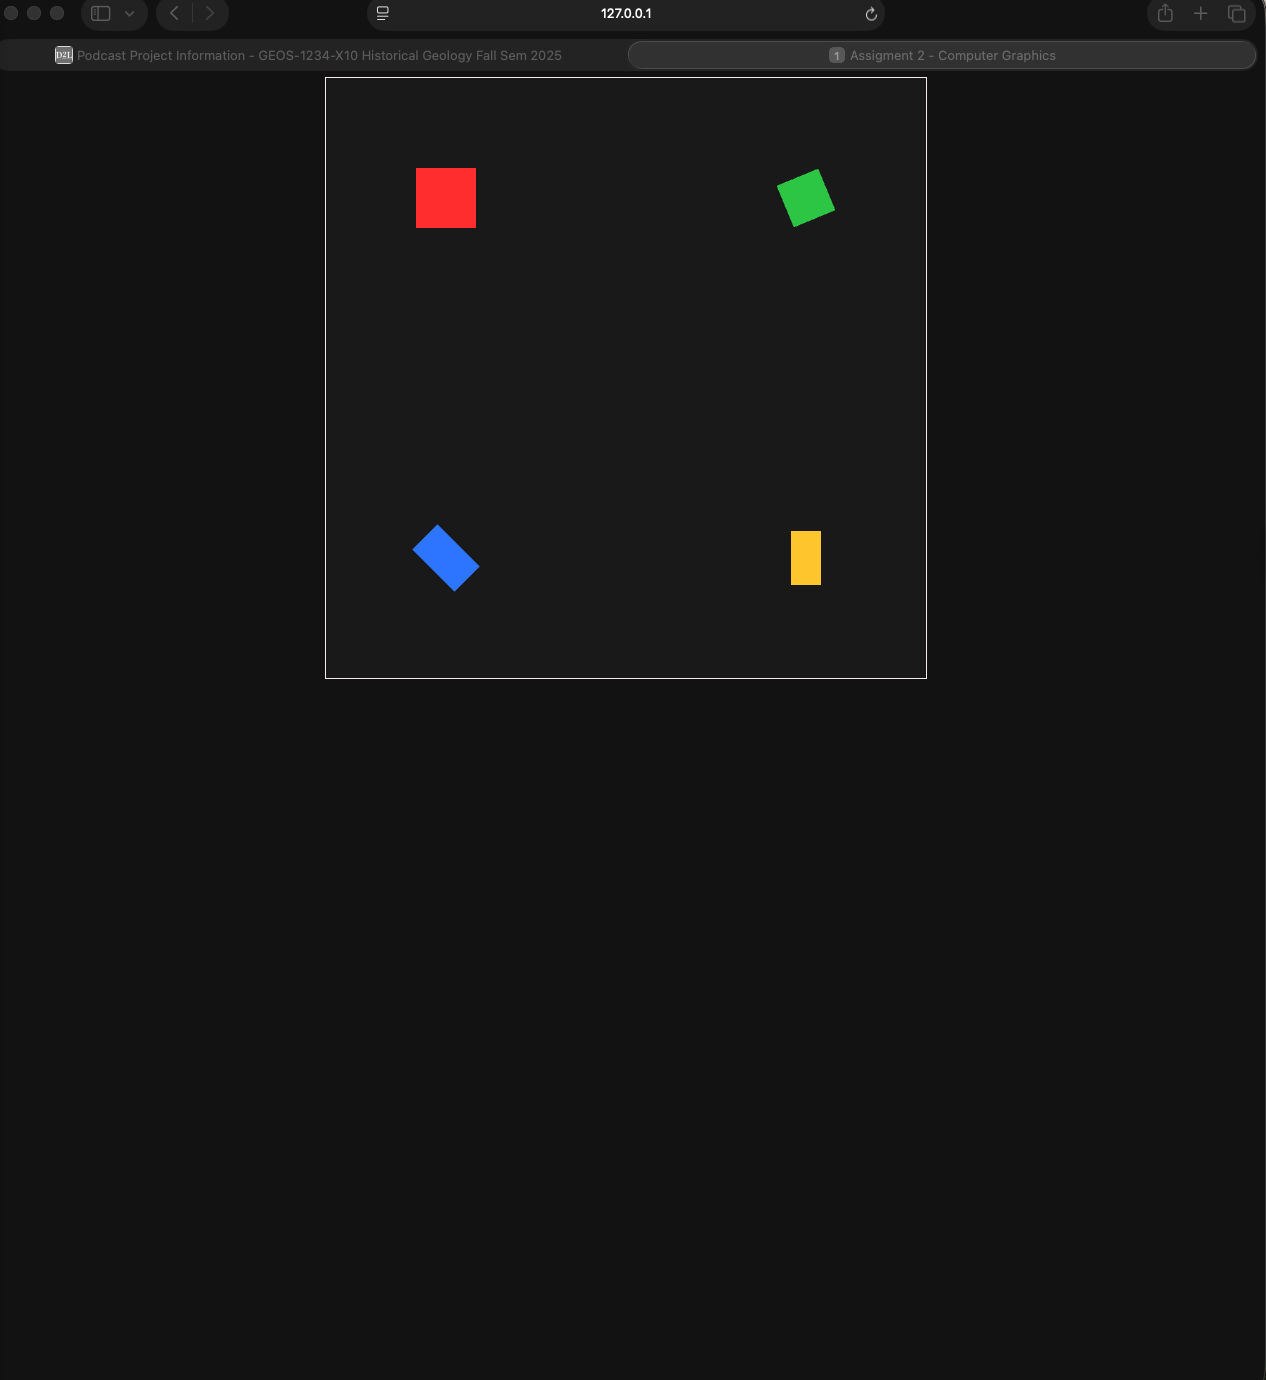 127.0.0.1
D2L Podcast Project Information - GEOS-1234-X10 Historical Geology Fall Sem 2025
1 Assigment 2 - Computer Graphics